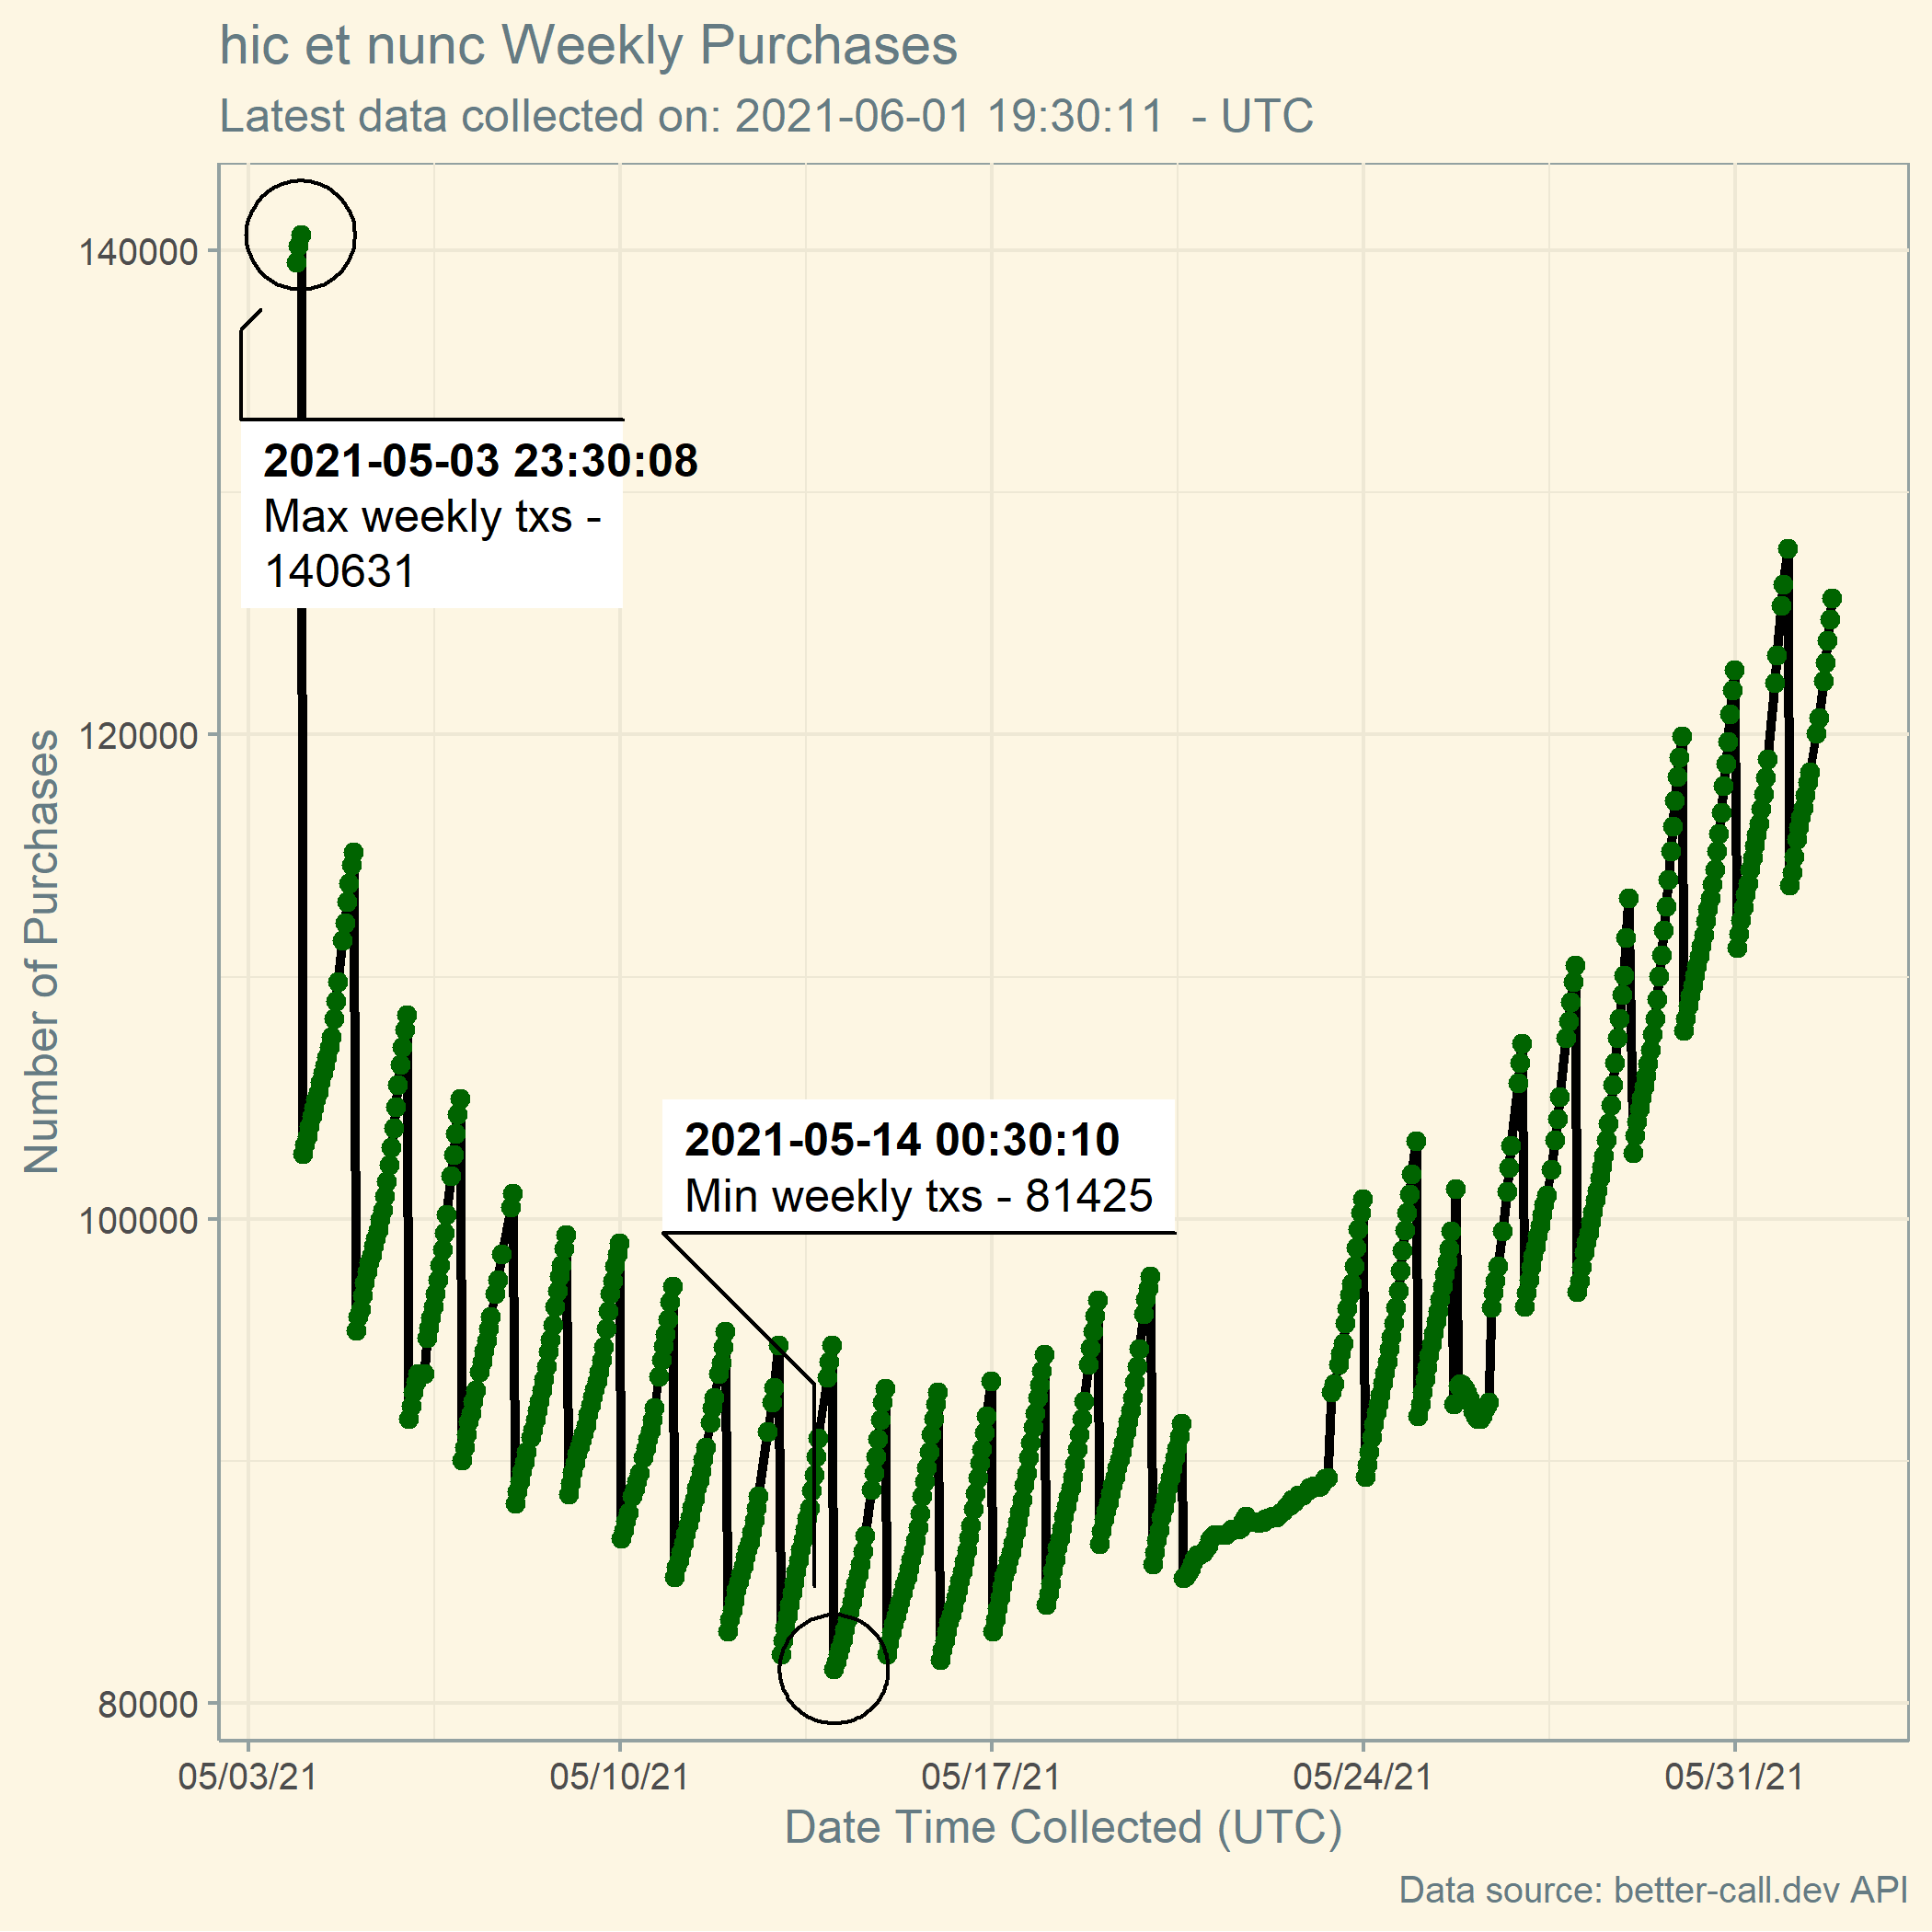 hic et nunc Weekly Purchases
Latest data collected on: 2021-06-01 19:30:11  - UTC
140000
2021-05-03 23:30:08
Max weekly txs -
140631
120000
Number of Purchases
2021-05-14 00:30:10
Min weekly txs - 81425
100000
80000
05/03/21 05/10/21 05/17/21 05/24/21 05/31/21
Date Time Collected (UTC)
Data source: better-call.dev API